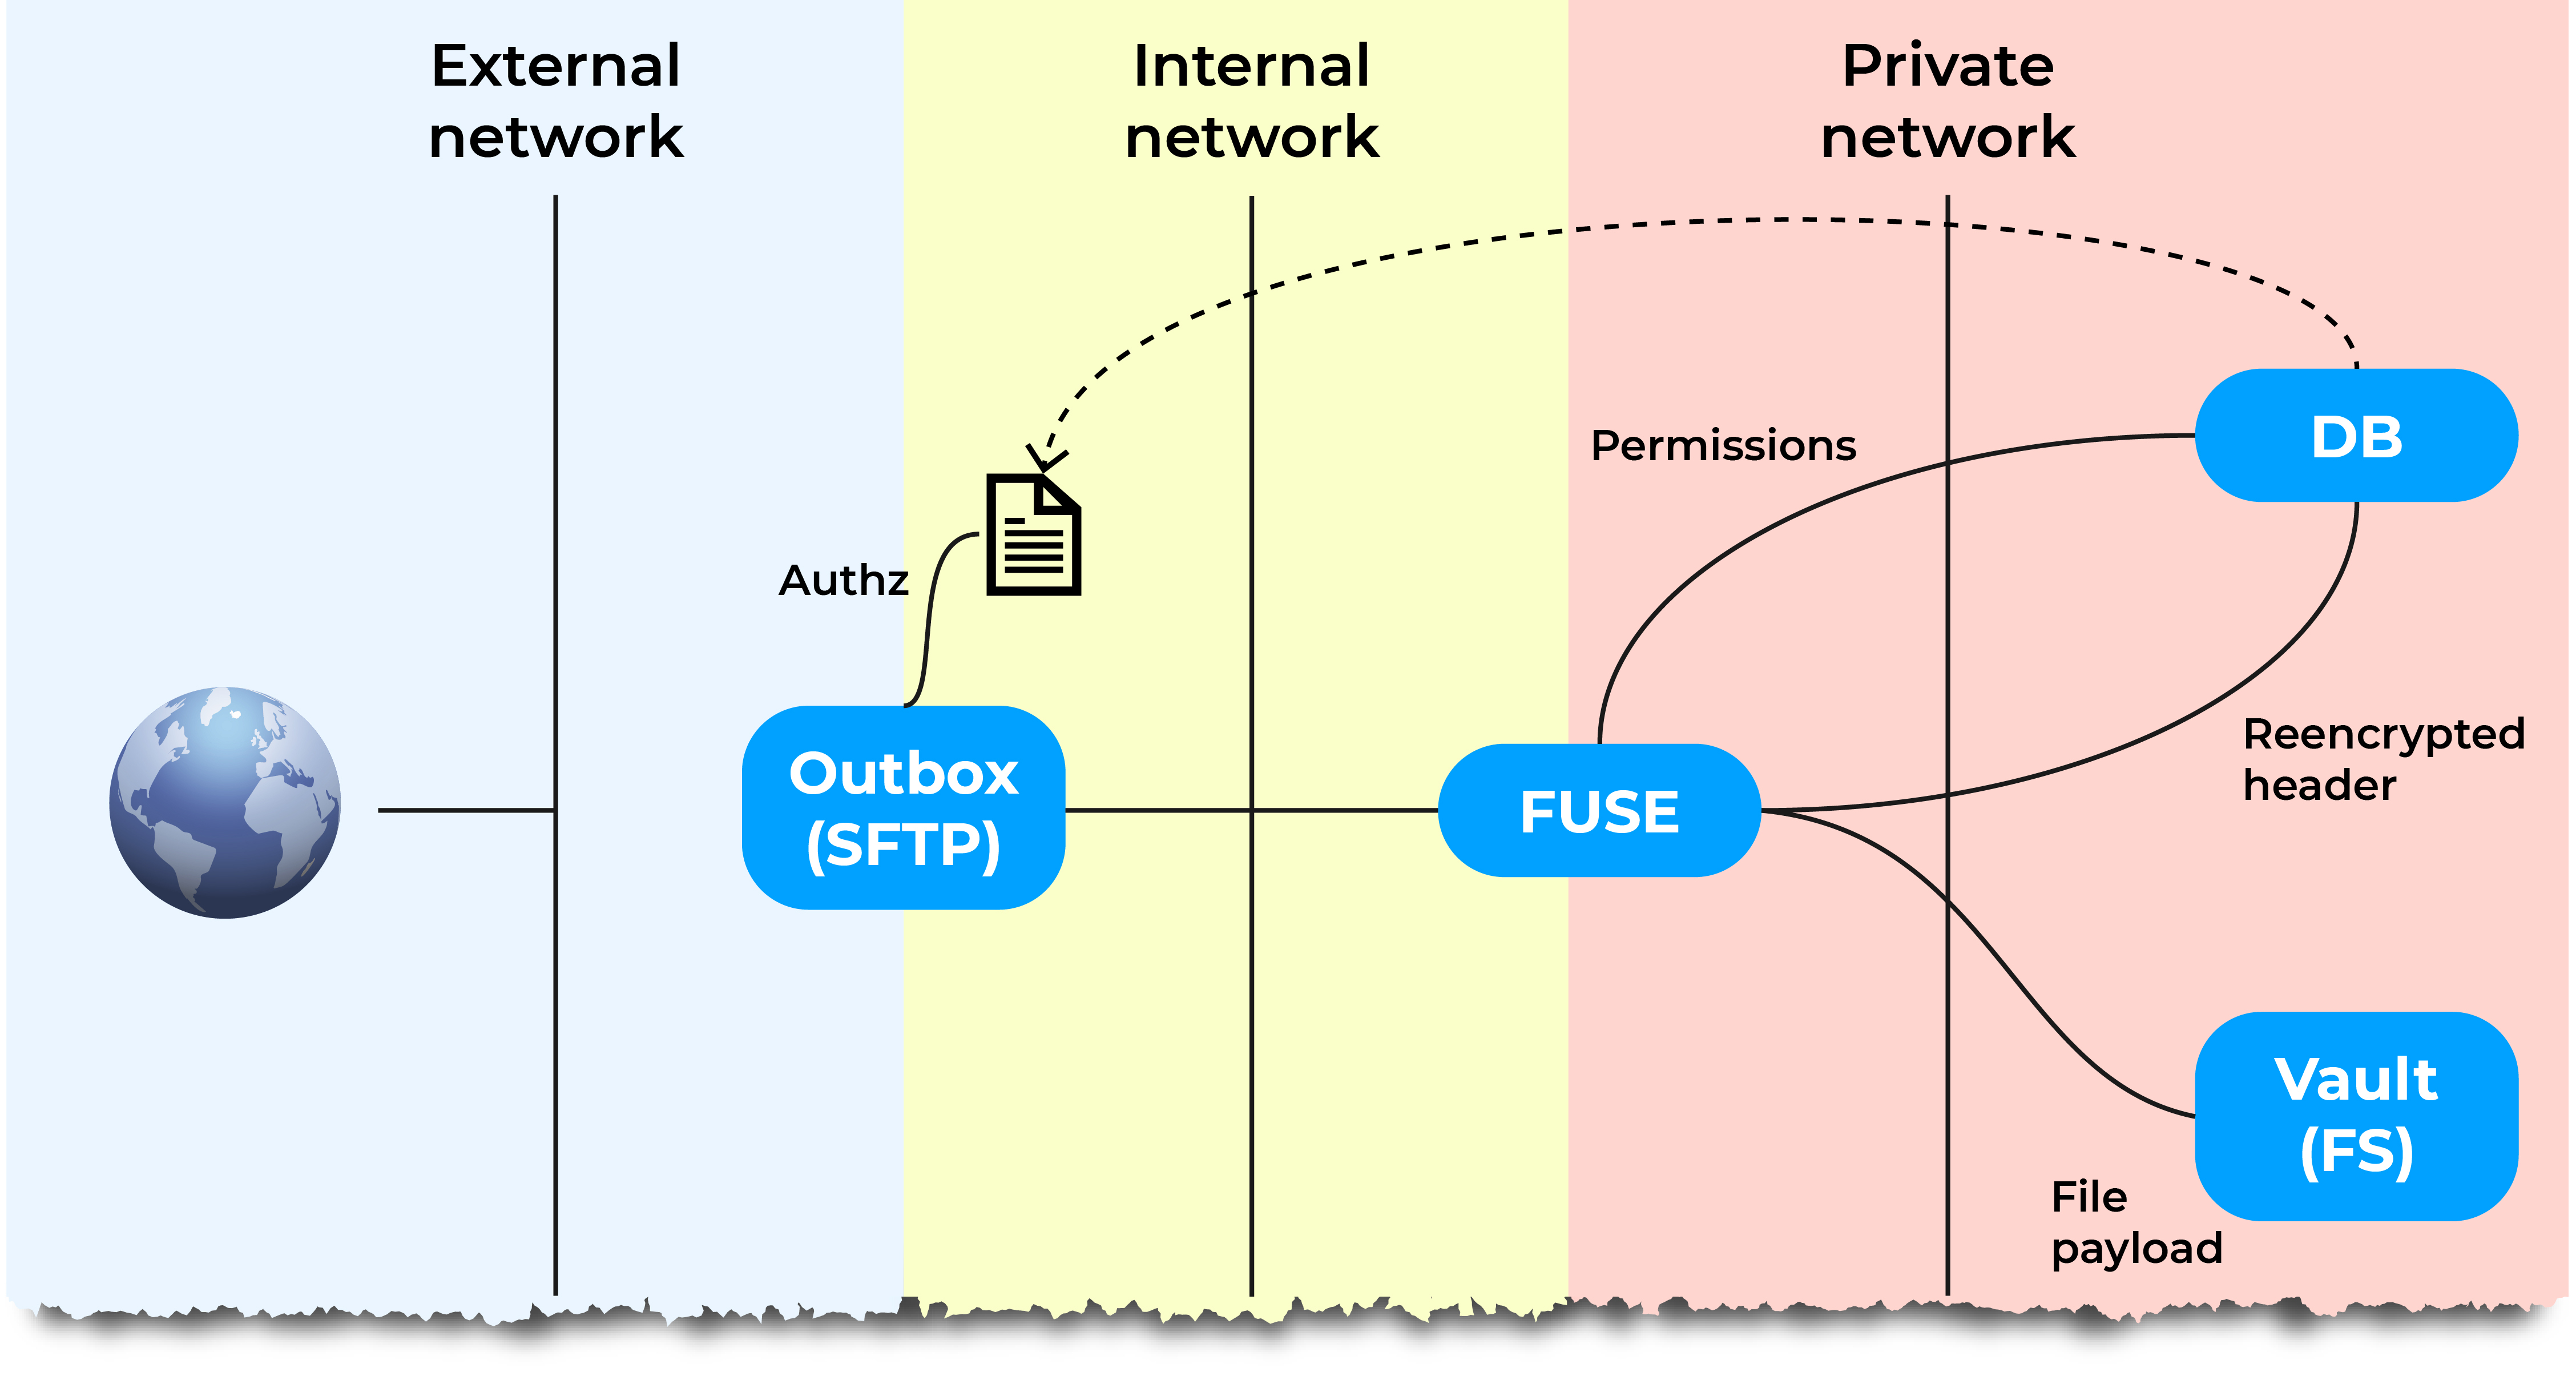 External
network
Internal
network
Private
network
DB
Permissions
Authz
Outbox
(SFTP)
FUSE
Reencrypted
header
Vault
(FS)
File
payload